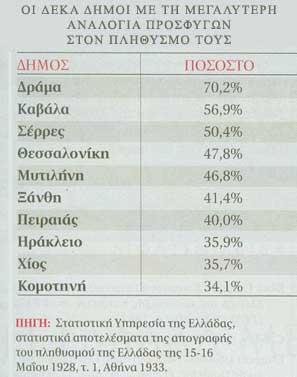 ΟΙ ΔΕΚΑ ΔΗΜΟΙ ΜΕ ΤΗ ΜΕΓΑΛΥΤΕΡΗ
ΑΝΑΛΟΓΙΑ ΠΡΟΣΦΥΓΩΝ
ΣΤΟΝ ΠΛΗΘΥΣΜΟ ΤΟΥΣ
ΔΗΜΟΣ ΠΟΣΟΣΤΟ
Δράμα 70,2%
Καβάλα 56,9%
Σέρρες 50,4%
Θεσσαλονίκη 47,8%
Μυτιλήνη 46,8%
Ξάνθη 41,4%
Πειραιάς 40,0%
Ηράκλειο 35,9%
Χίος 35,7%
Κομοτηνή 34,1%
ΠΗΓΗ: Στατιστική Υπηρεσία της Ελλάδας,
στατιστικά αποτελέσματα της απογραφής
του πληθυσμού της Ελλάδας της 15-16
Μαΐου 1928, τ. 1, Αθήνα 1933.